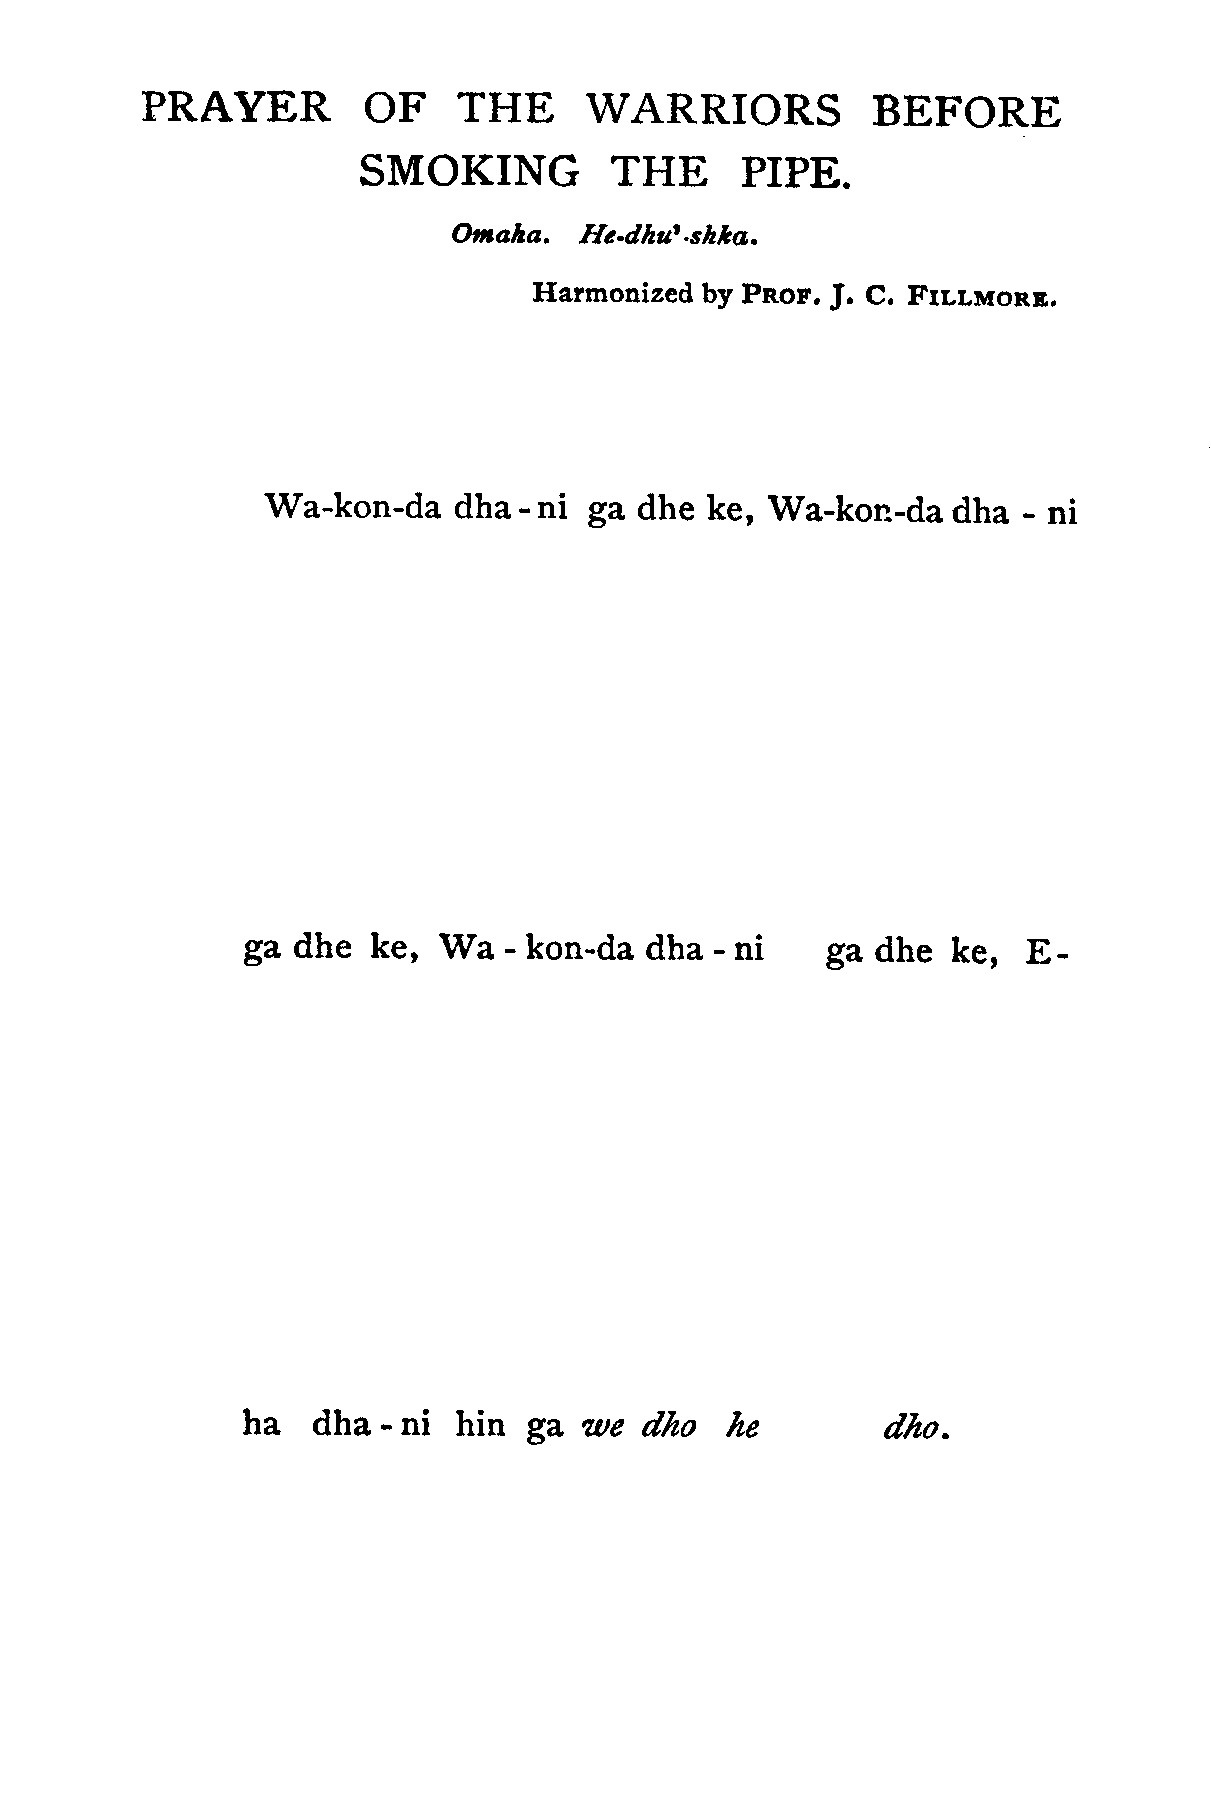 PRAYER OF THE WARRIORS BEFORE
SMOKING THE PIPE.
Omaha. He-dhu'-shka.
Harmonized by PROF. J. C. FILLMORE.
Wa-kon-da dha - ni ga dhe ke, Wa-kon-da dha - ni
ga dhe ke, Wa - kon-da dha - ni ga dhe ke, E-
ha dha - ni hin ga we dho he dho.